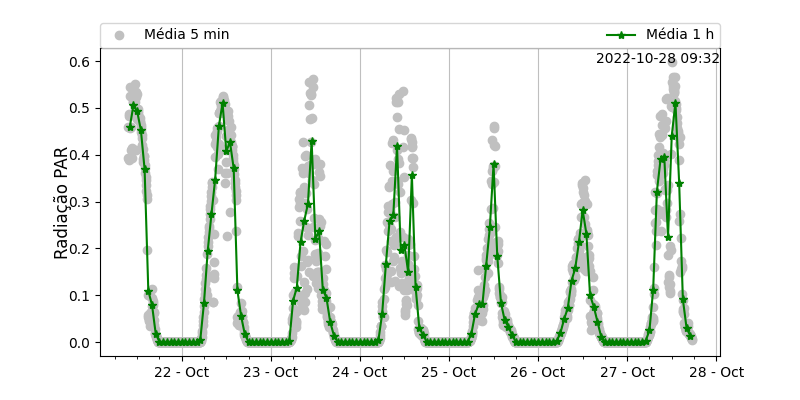 Média 5 min
Média 1 h
2022-10-28 09:32
Radiação PAR
0.6
0.5
0.4
0.3
0.2
0.1
0.0
22 - Oct
23 - Oct
24 - Oct
25 - Oct
26 - Oct
27 - Oct
28 - Oct